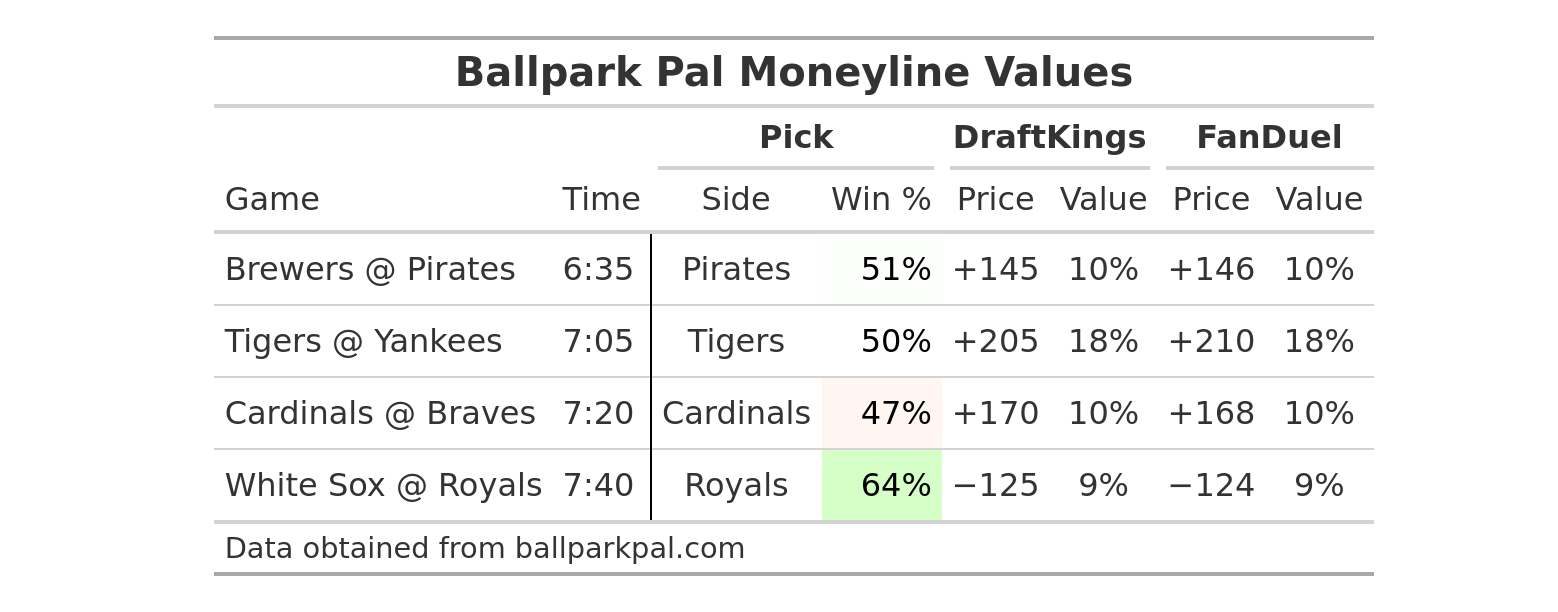 Ballpark Pal Moneyline Values
Pick DraftKings FanDuel
Game Time Side Win % Price Value Price Value
Brewers @ Pirates 6:35 Pirates 51% +145 10% +146 10%
Tigers @ Yankees 7:05 Tigers 50% +205 18% +210 18%
Cardinals @ Braves 7:20 Cardinals 47% +170 10% +168 10%
White Sox @ Royals 7:40 Royals 64% −125 9% −124 9%
Data obtained from ballparkpal.com